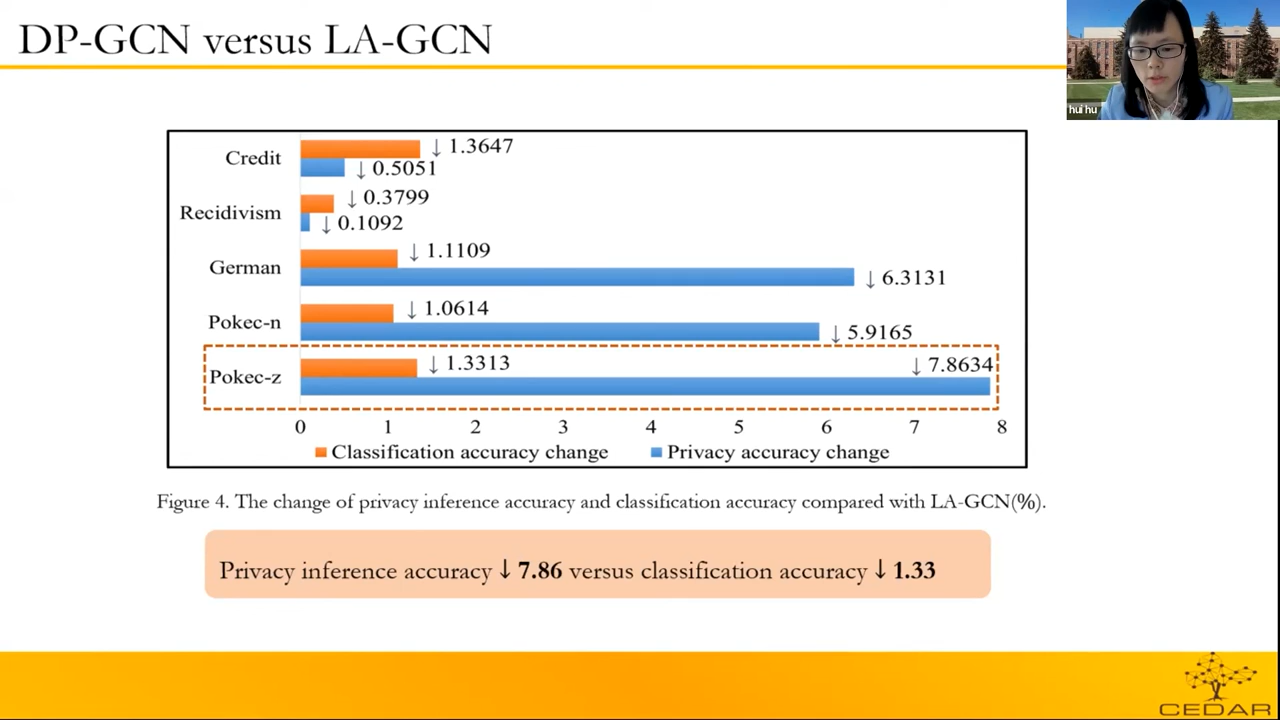 DP-GCN versus LA-GCN
hui hu
Credit
↓ 1.3647
↓ 0.5051
Recidivism
↓ 0.3799
↓ 0.1092
German
↓ 1.1109
↓ 6.3131
Pokec-n
↓ 1.0614
↓ 5.9165
Pokec-z
↓ 1.3313
↓ 7.8634
0 1 2 3 4 5 6 7 8
Classification accuracy change Privacy accuracy change
Figure 4. The change of privacy inference accuracy and classification accuracy compared with LA-GCN(%).
Privacy inference accuracy ↓ 7.86 versus classification accuracy ↓ 1.33
CEDAR